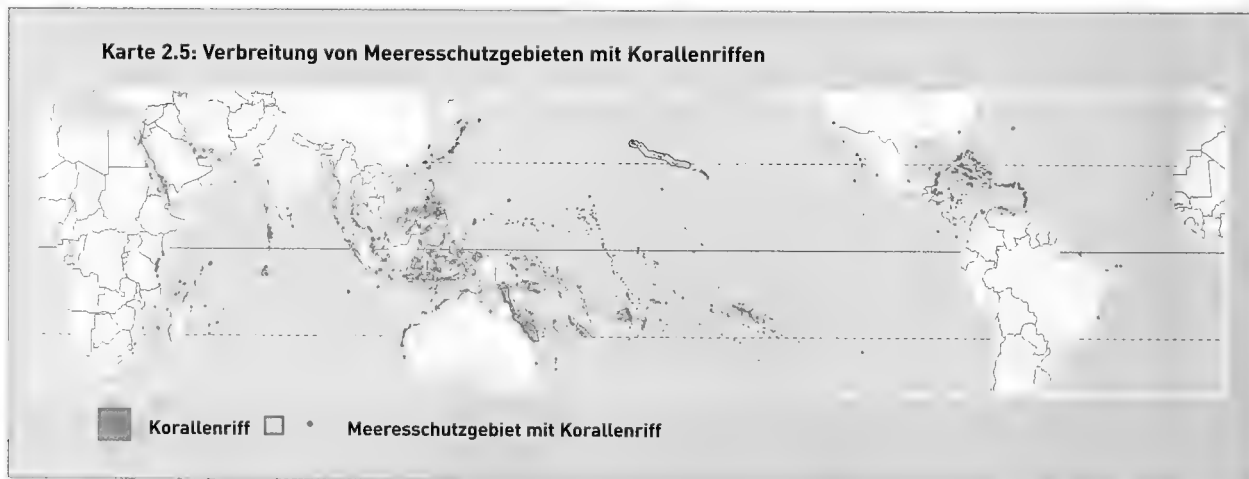 Karte 2.5: Verbreitung von Meeresschutzgebieten mit Korallenriffen
Korallenriff
Meeresschutzgebiet mit Korallenriff